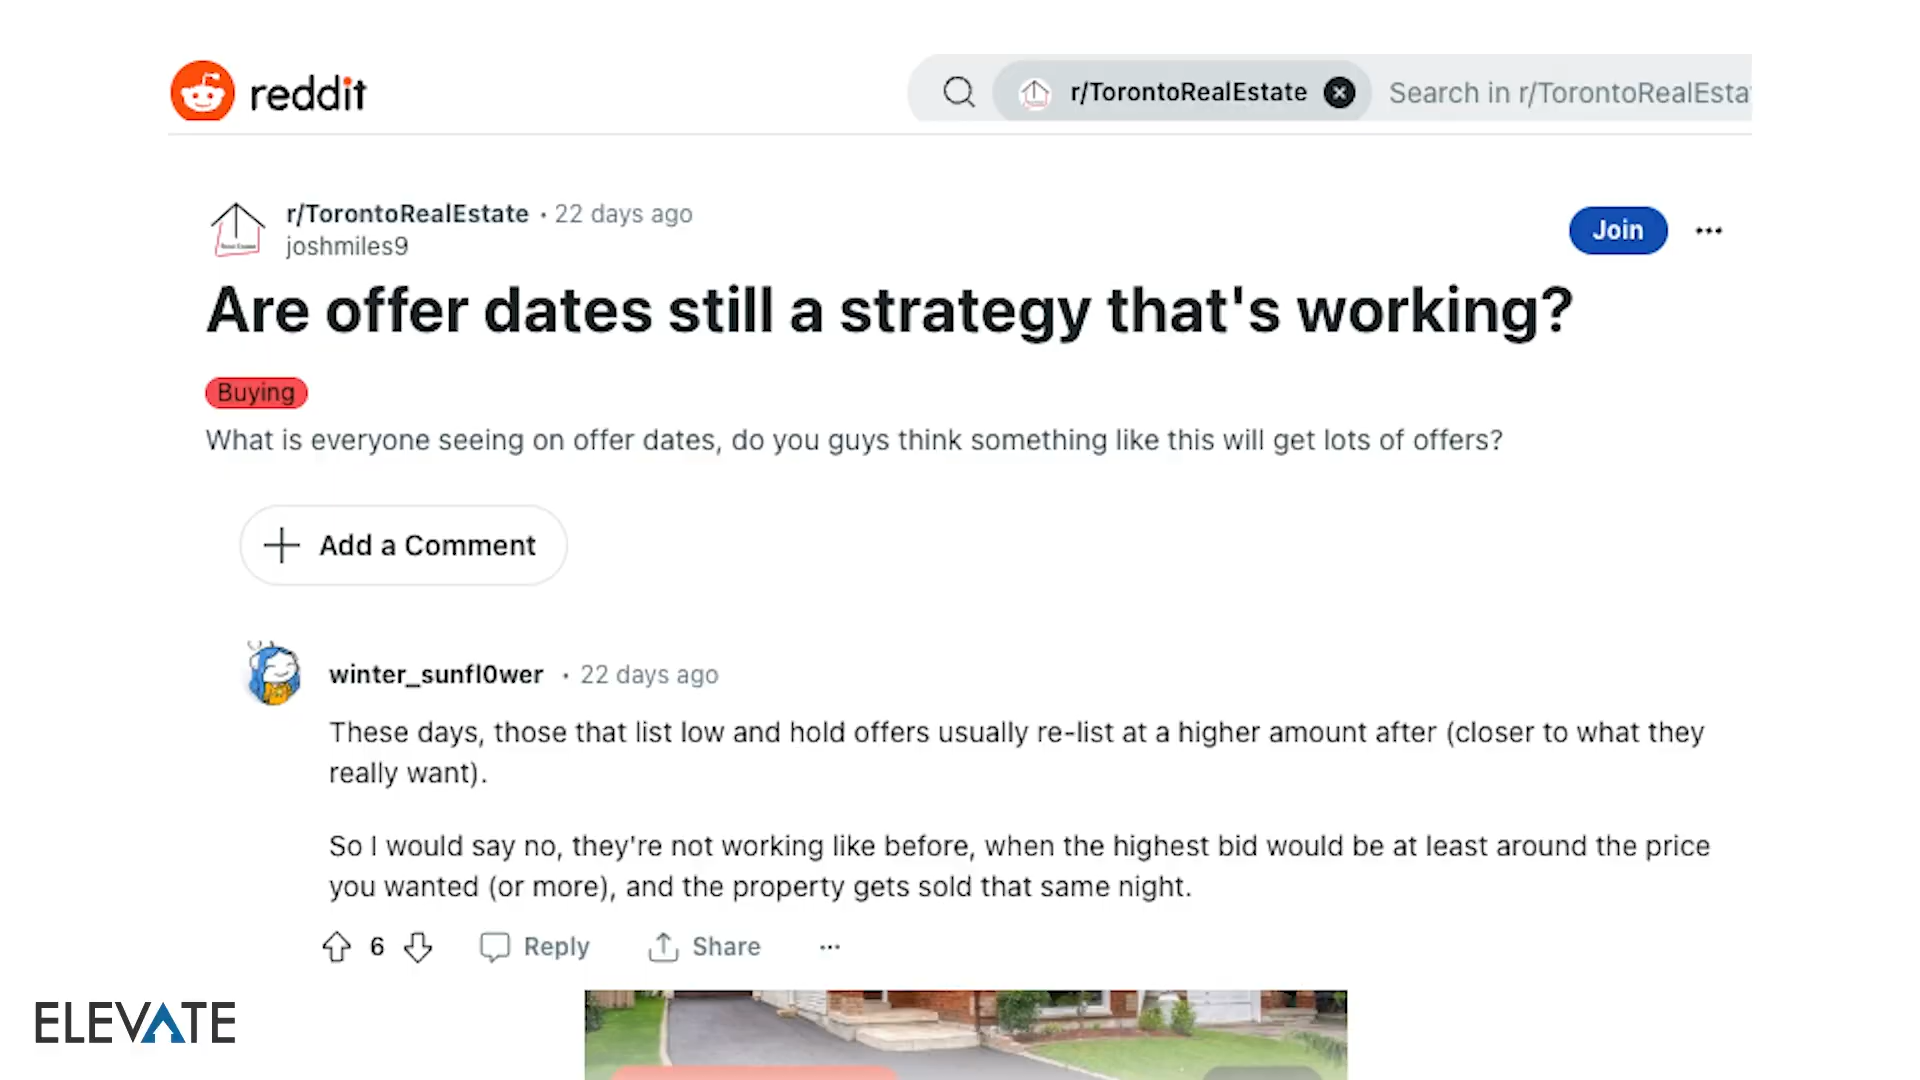 reddit
r/TorontoRealEstate
Search in r/TorontoRealEsta
r/TorontoRealEstate • 22 days ago
joshmiles9
Join
Are offer dates still a strategy that's working?
Buying
What is everyone seeing on offer dates, do you guys think something like this will get lots of offers?
Add a Comment
winter_sunfl0wer • 22 days ago
These days, those that list low and hold offers usually re-list at a higher amount after (closer to what they
really want).
So I would say no, they're not working like before, when the highest bid would be at least around the price
you wanted (or more), and the property gets sold that same night.
6
Reply
Share
ELEVATE